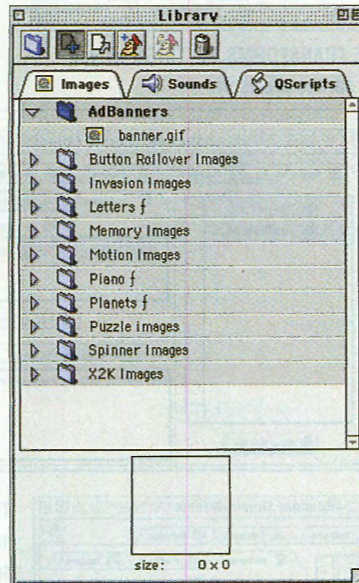 Library
Images Sounds QScripts
AdBanners
banner.gif
Button Rollover Images
Invasion Images
Letters ƒ
Memory Images
Motion Images
Piano ƒ
Planets ƒ
Puzzle images
Spinner Images
X2K Images
size: 0 x 0